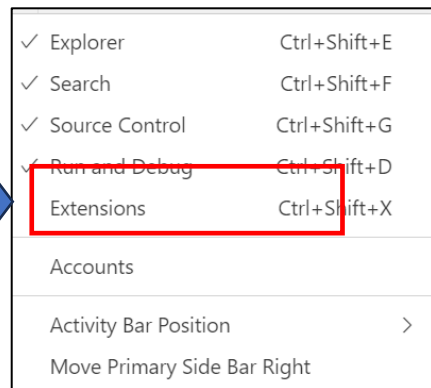 Explorer Ctrl+Shift+E
Search Ctrl+Shift+F
Source Control Ctrl+Shift+G
Run and Debug Ctrl+Shift+D
Extensions Ctrl+Shift+X
Accounts
Activity Bar Position
Move Primary Side Bar Right